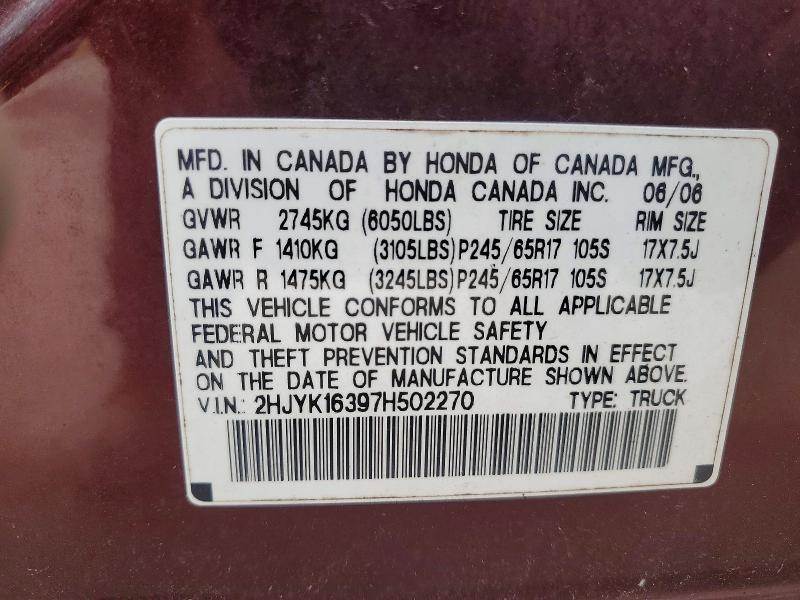 MFD. IN CANADA BY HONDA OF CANADA MFG.,
A DIVISION OF HONDA CANADA INC. 06/06
GVWR 2745KG (6050LBS) TIRE SIZE RIM SIZE
GAWR F 1410KG (3105LBS) P245/65R17 105S 17X7.5J
GAWR R 1475KG (3245LBS) P245/65R17 105S 17X7.5J
THIS VEHICLE CONFORMS TO ALL APPLICABLE
FEDERAL MOTOR VEHICLE SAFETY
AND THEFT PREVENTION STANDARDS IN EFFECT
ON THE DATE OF MANUFACTURE SHOWN ABOVE.
V.I.N.: 2HJYK16397H502270 TYPE: TRUCK